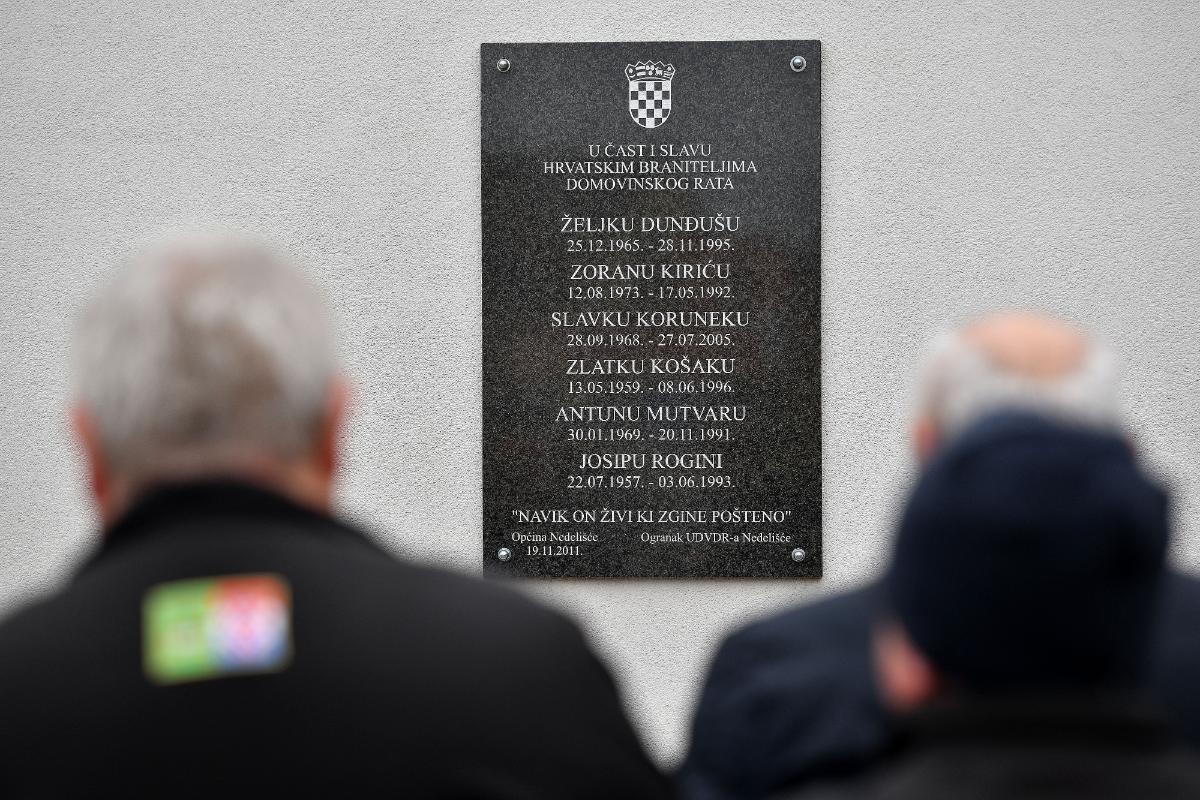 U ČAST I SLAVU
HRVATSKIM BRANITELJIMA
DOMOVINSKOG RATA
ŽELJKU DUNĐUŠU
25.12.1965. - 28.11.1995.
ZORANU KIRIĆU
12.08.1973. - 17.05.1992.
SLAVKU KORUNEKU
28.09.1968. - 27.07.2005.
ZLATKU KOŠAKU
13.05.1959. - 08.06.1996.
ANTUNU MUTVARU
30.01.1969. - 20.11.1991.
JOSIPU ROGINI
22.07.1957. - 03.06.1993.
"NAVIK ON ŽIVI KI ZGINE POŠTENO"
Općina Nedelišće Ogranak UDVDR-a Nedelišće
19.11.2011.